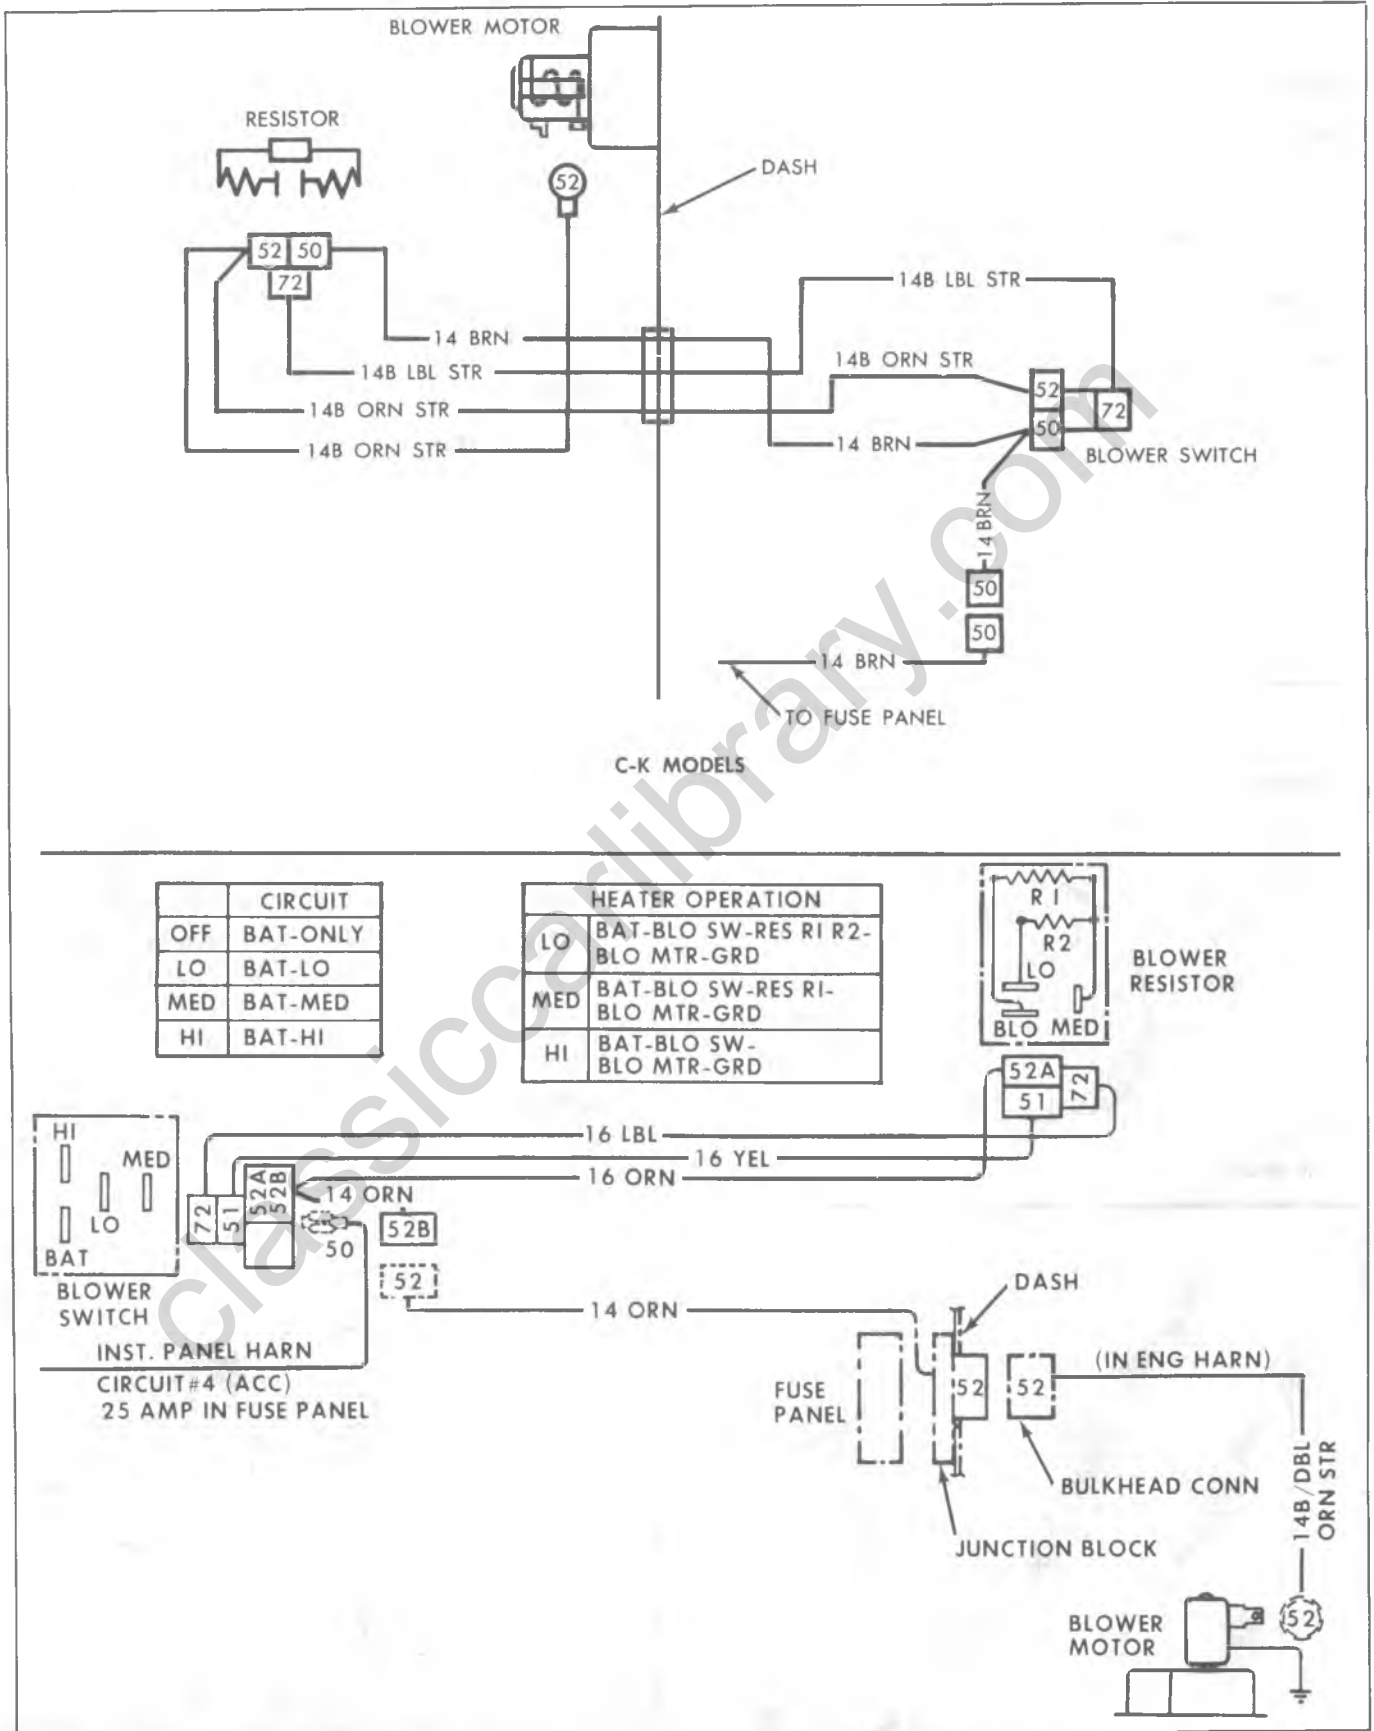 BLOWER MOTOR
RESISTOR
52
DASH
52 50
72
14B LBL STR
14 BRN
14B LBL STR
14B ORN STR
14B ORN STR
14B ORN STR
52
72
50
14 BRN
BLOWER SWITCH
14 BRN
50
50
14 BRN
TO FUSE PANEL
C-K MODELS
CIRCUIT
OFF BAT-ONLY
LO BAT-LO
MED BAT-MED
HI BAT-HI
HEATER OPERATION
LO BAT-BLO SW-RES RI R2-
BLO MTR-GRD
MED BAT-BLO SW-RES RI-
BLO MTR-GRD
HI BAT-BLO SW-
BLO MTR-GRD
R I
R2
LO
BLO MED
BLOWER
RESISTOR
52A
72
51
HI
MED
LO
BAT
BLOWER
SWITCH
72
51
52A
52B
16 LBL
16 YEL
16 ORN
14 ORN
50
52B
52
14 ORN
INST. PANEL HARN
CIRCUIT#4 (ACC)
25 AMP IN FUSE PANEL
DASH
FUSE
PANEL
52
52
(IN ENG HARN)
BULKHEAD CONN
JUNCTION BLOCK
14B/DBL
ORN STR
BLOWER
MOTOR
52
classiccarlibrary.com